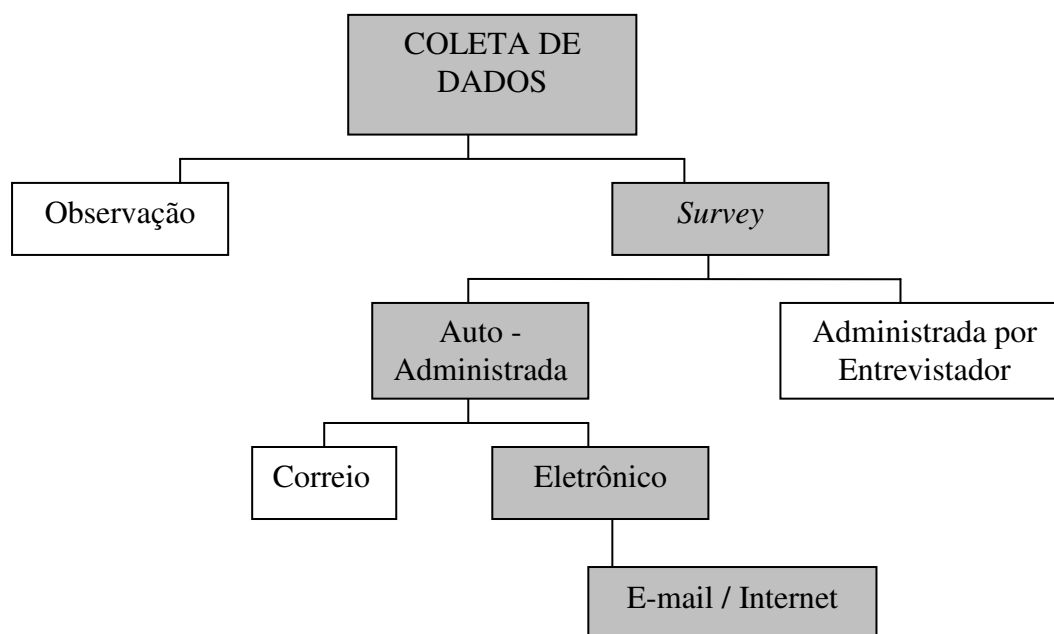 COLETA DE
DADOS
Observação
Survey
Auto -
Administrada
Administrada por
Entrevistador
Correio
Eletrônico
E-mail / Internet